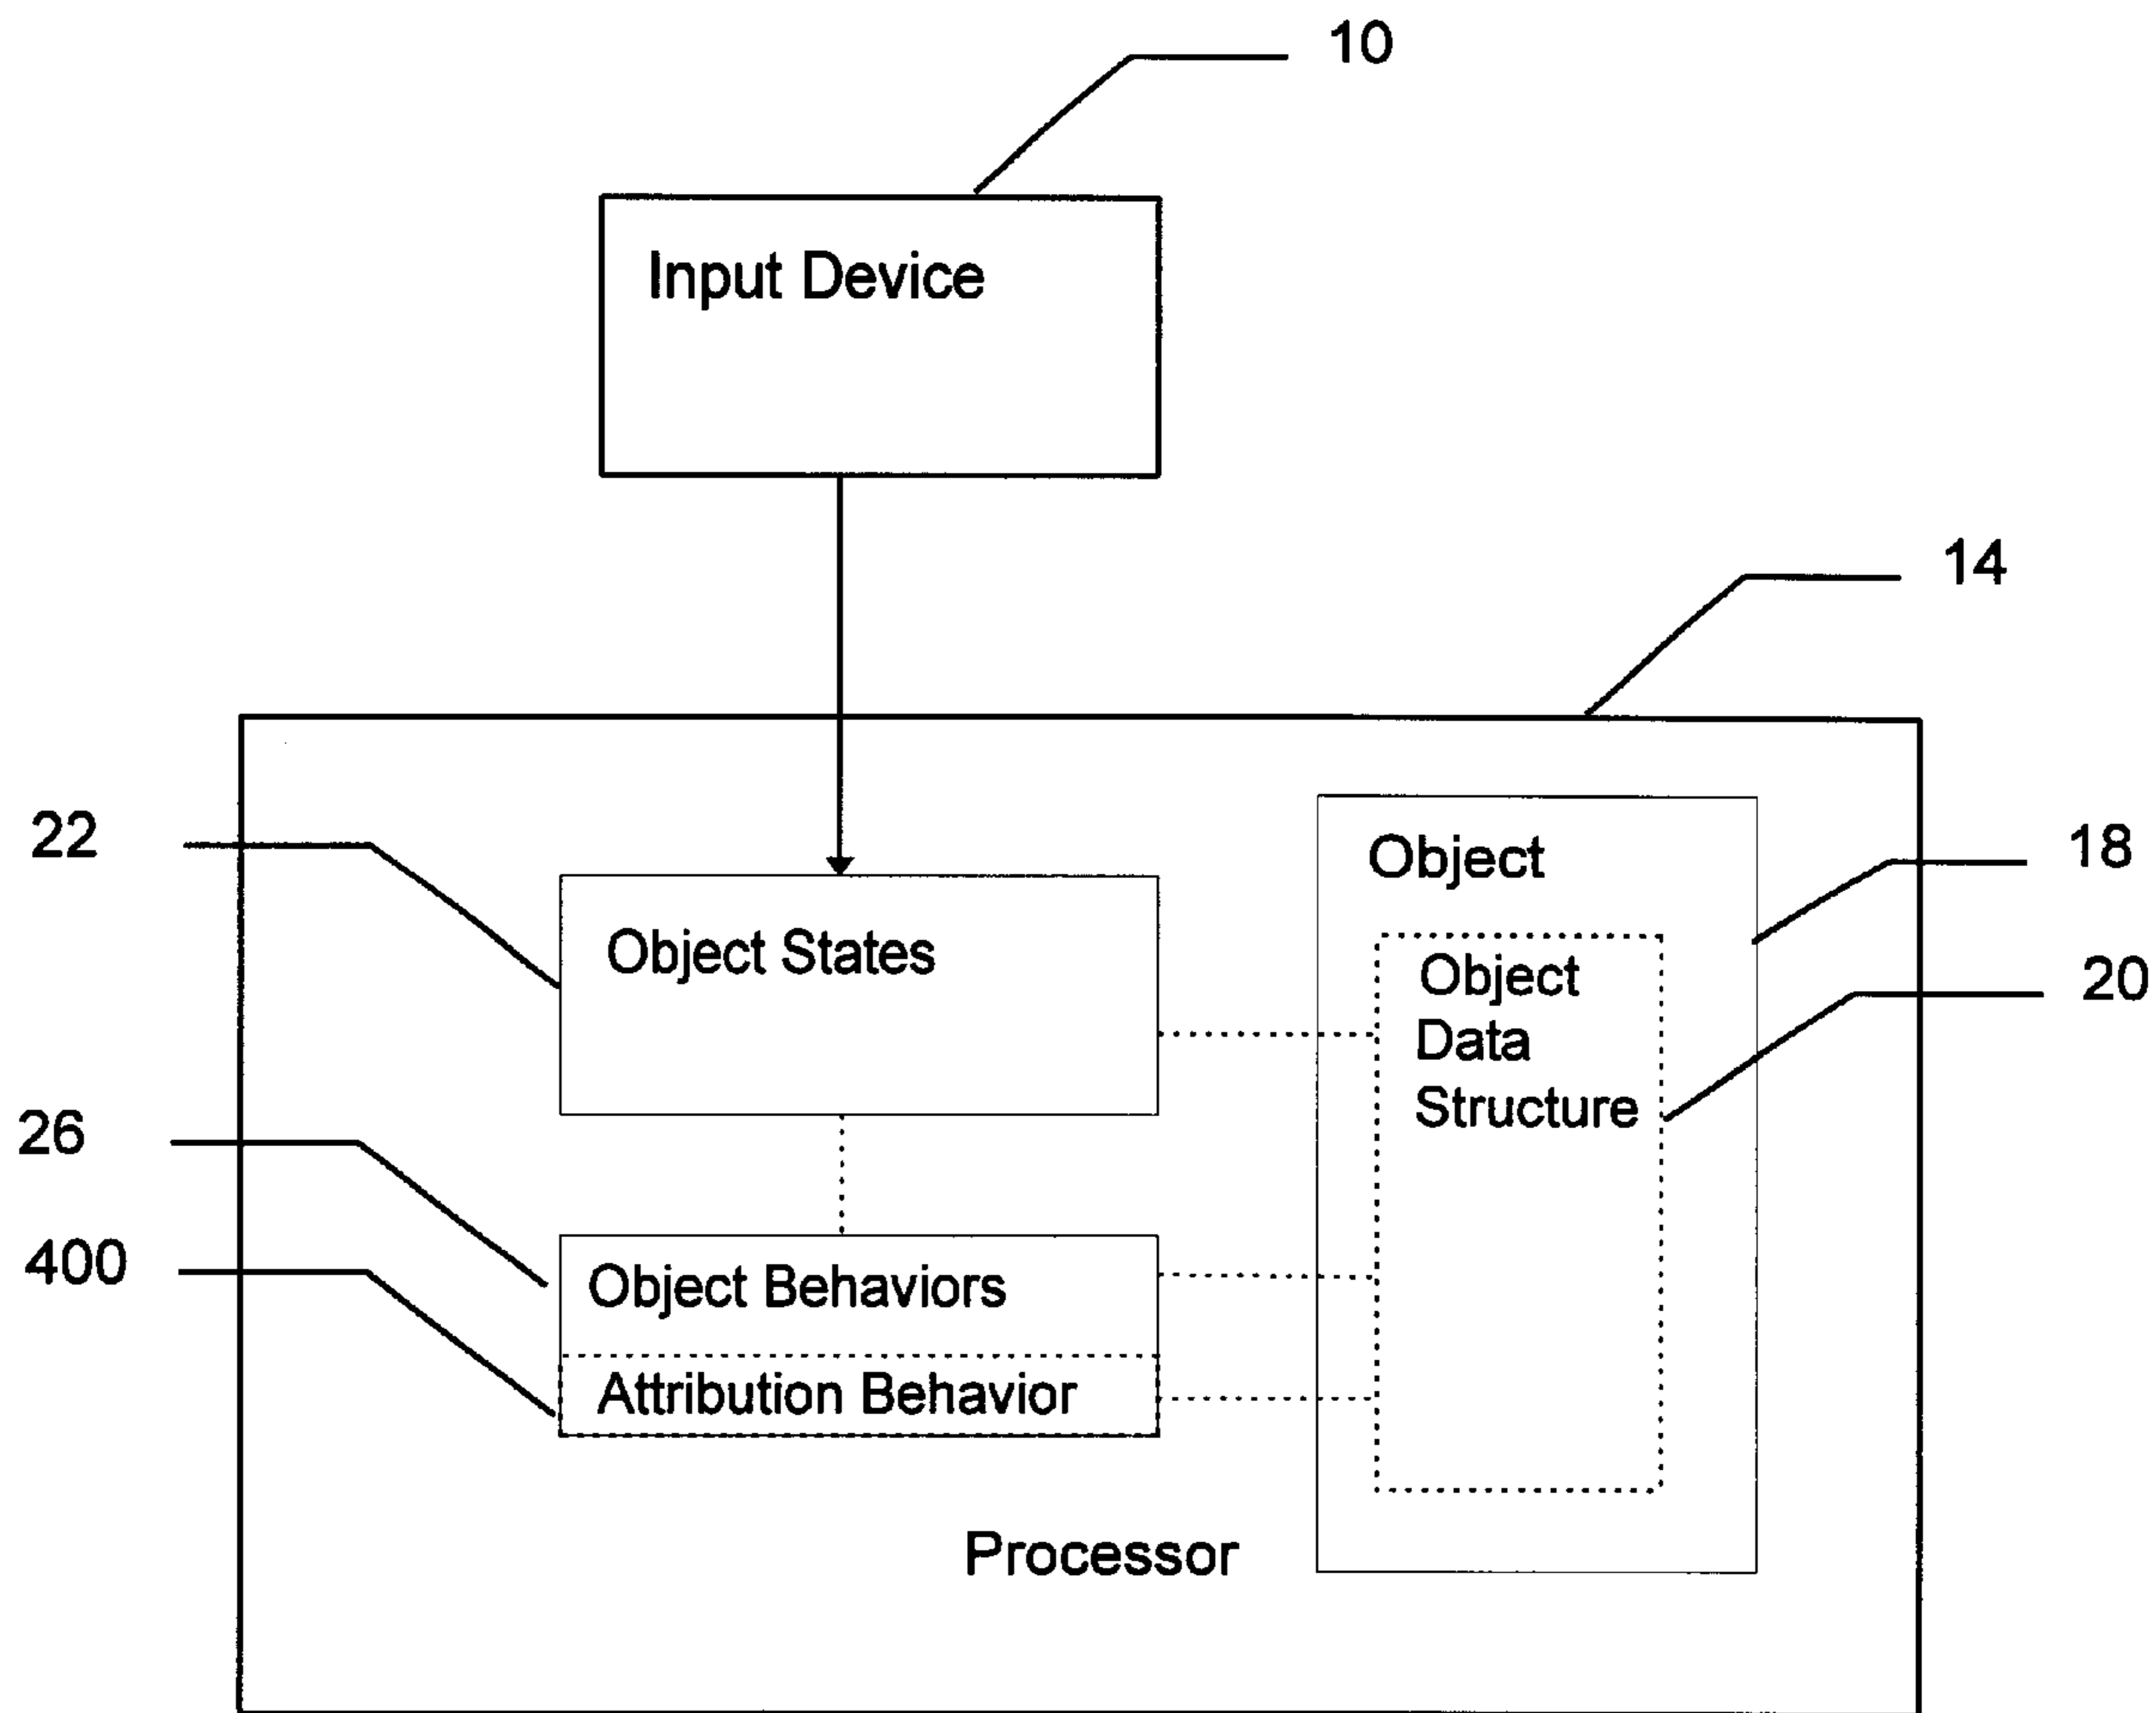 10
Input Device
14
22
Object
18
Object States
Object
Data
Structure
20
26
400
Object Behaviors
Attribution Behavior
Processor